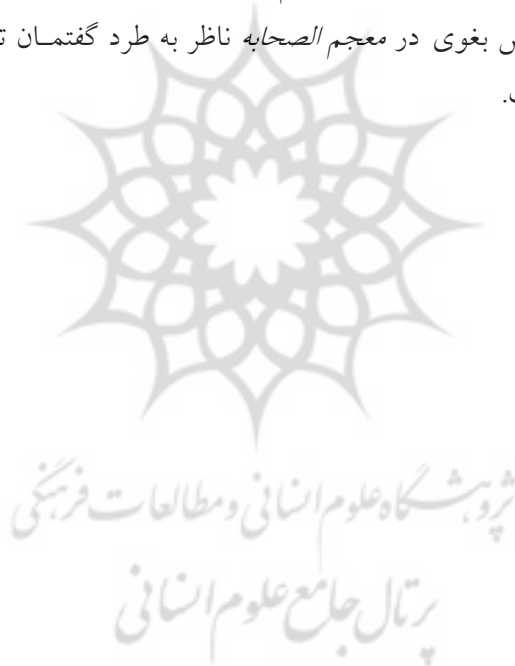 س بغوی در معجم الصحابه ناظر به طرد گفتمان ت
پژوهشگاه علوم انسانی و مطالعات فرهنگی
پرتال جامع علوم انسانی